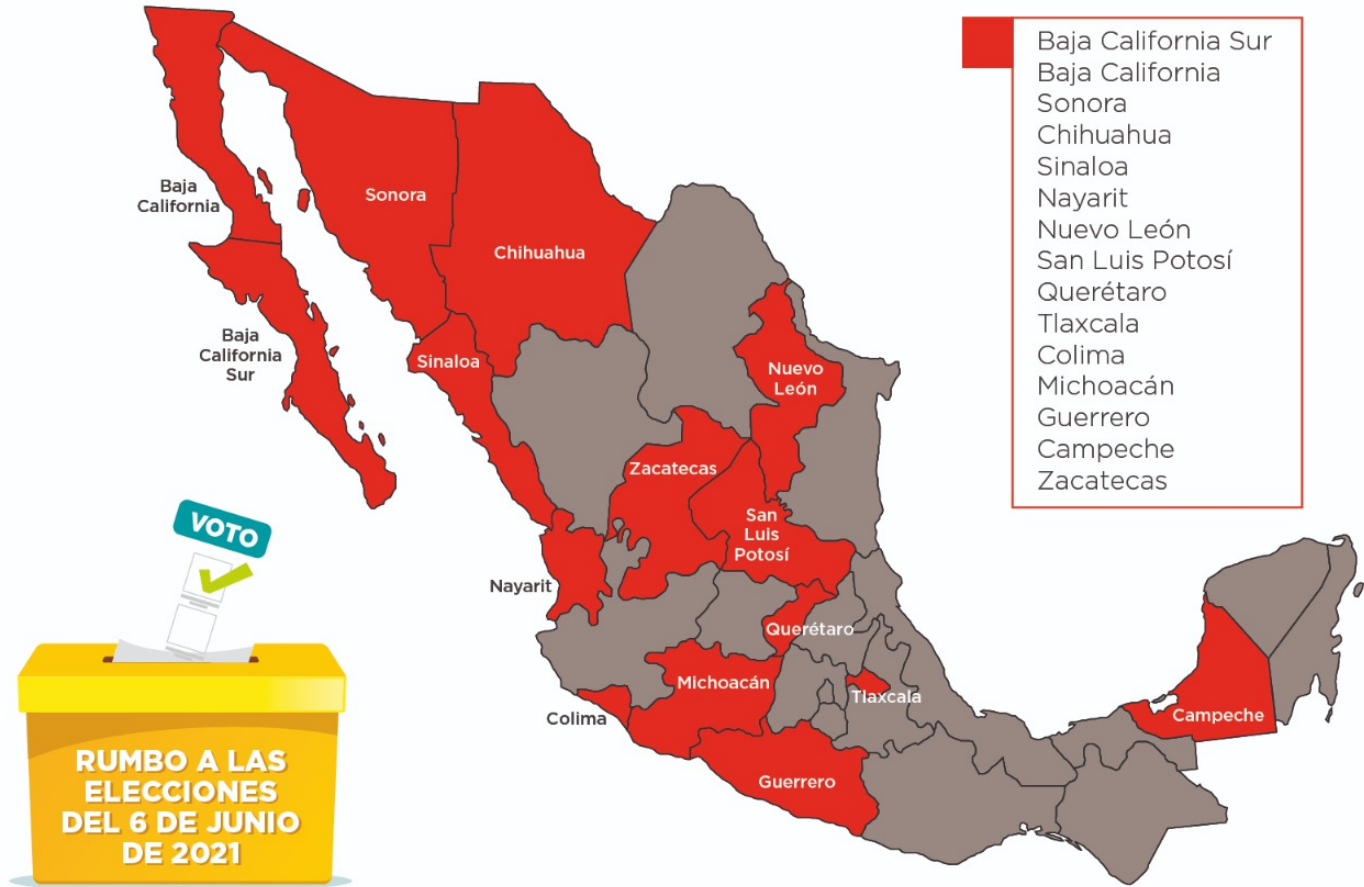 Baja California Sur
Baja California
Sonora
Chihuahua
Sinaloa
Nayarit
Nuevo León
San Luis Potosí
Querétaro
Tlaxcala
Colima
Michoacán
Guerrero
Campeche
Zacatecas
Baja
California
Sonora
Chihuahua
Baja
California
Sur
Sinaloa
Nuevo
León
Zacatecas
San
Luis
Potosí
Nayarit
Querétaro
Michoacán
Tlaxcala
Colima
Campeche
Guerrero
VOTO
RUMBO A LAS
ELECCIONES
DEL 6 DE JUNIO
DE 2021